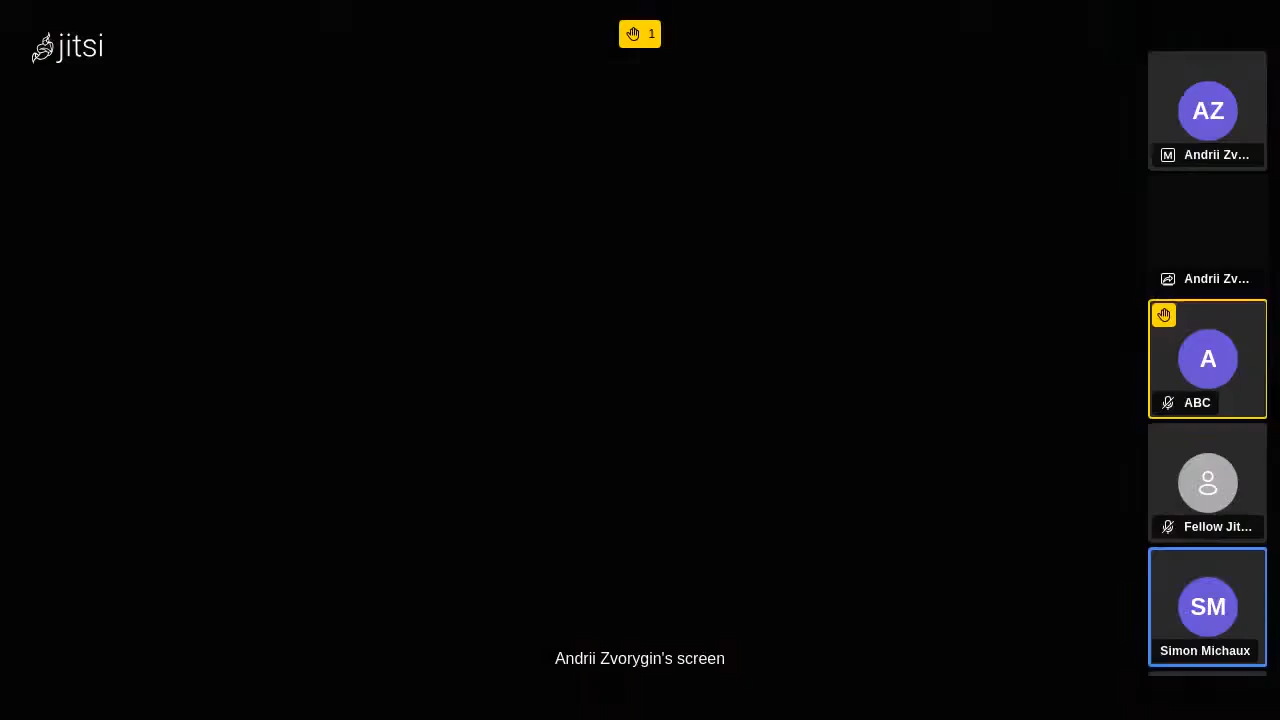 jitsi
1
AZ
Andrii Zv...
Andrii Zv...
A
ABC
Fellow Jit...
SM
Simon Michaux
Andrii Zvorygin's screen